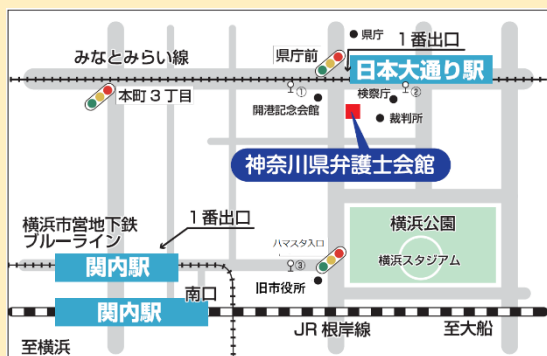 県庁
1番出口
みなとみらい線
県庁前
日本大通り駅
本町3丁目
①
開港記念会館
検察庁
②
裁判所
神奈川県弁護士会館
横浜市営地下鉄
ブルーライン
1番出口
横浜公園
ハマスタ入口
横浜スタジアム
関内駅
③
旧市役所
南口
関内駅
JR根岸線
至大船
至横浜